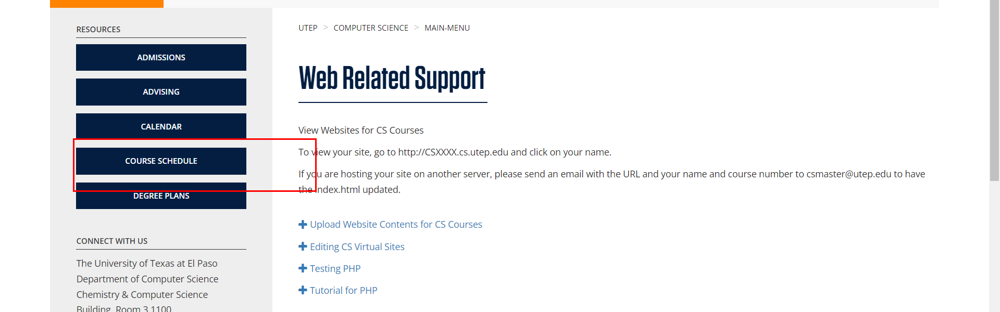 RESOURCES
ADMISSIONS
ADVISING
CALENDAR
COURSE SCHEDULE
DEGREE PLANS
CONNECT WITH US
The University of Texas at El Paso
Department of Computer Science
Chemistry & Computer Science
Building, Room 3.1100
UTEP > COMPUTER SCIENCE > MAIN-MENU
Web Related Support
View Websites for CS Courses
To view your site, go to http://CSXXXX.cs.utep.edu and click on your name.
If you are hosting your site on another server, please send an email with the URL and your name and course number to csmaster@utep.edu to have
the index.html updated.
Upload Website Contents for CS Courses
Editing CS Virtual Sites
Testing PHP
Tutorial for PHP